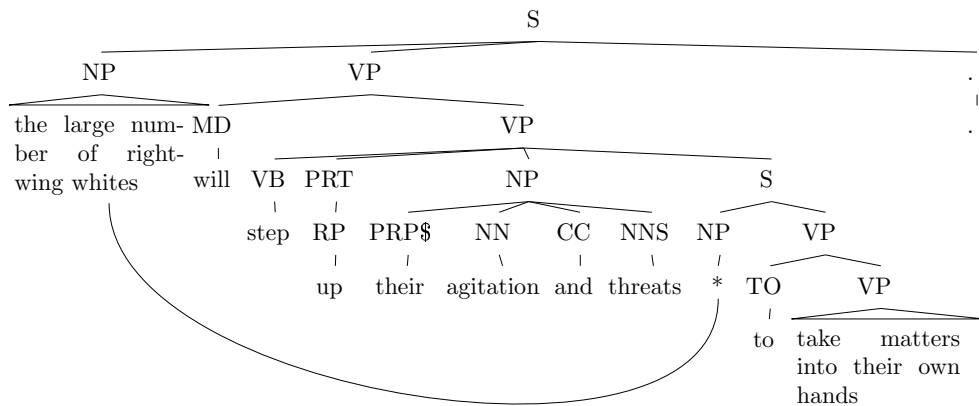 S
NP VP .
the large num- MD VP .
ber of right- will VB PRT NP S
wing whites
step RP PRP$ NN CC NNS NP VP
up their agitation and threats * TO VP
to take matters
into their own
hands